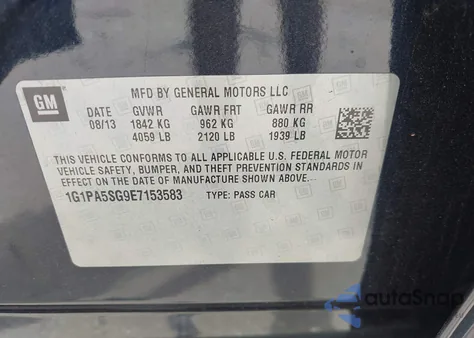 GM
MFD BY GENERAL MOTORS LLC
DATE GVWR GAWR FRT GAWR RR
08/13 1842 KG 962 KG 880 KG
4059 LB 2120 LB 1939 LB
THIS VEHICLE CONFORMS TO ALL APPLICABLE U.S. FEDERAL MOTOR
VEHICLE SAFETY, BUMPER, AND THEFT PREVENTION STANDARDS IN
EFFECT ON THE DATE OF MANUFACTURE SHOWN ABOVE.
1G1PA5SG9E7153583 TYPE: PASS CAR
autoSnap